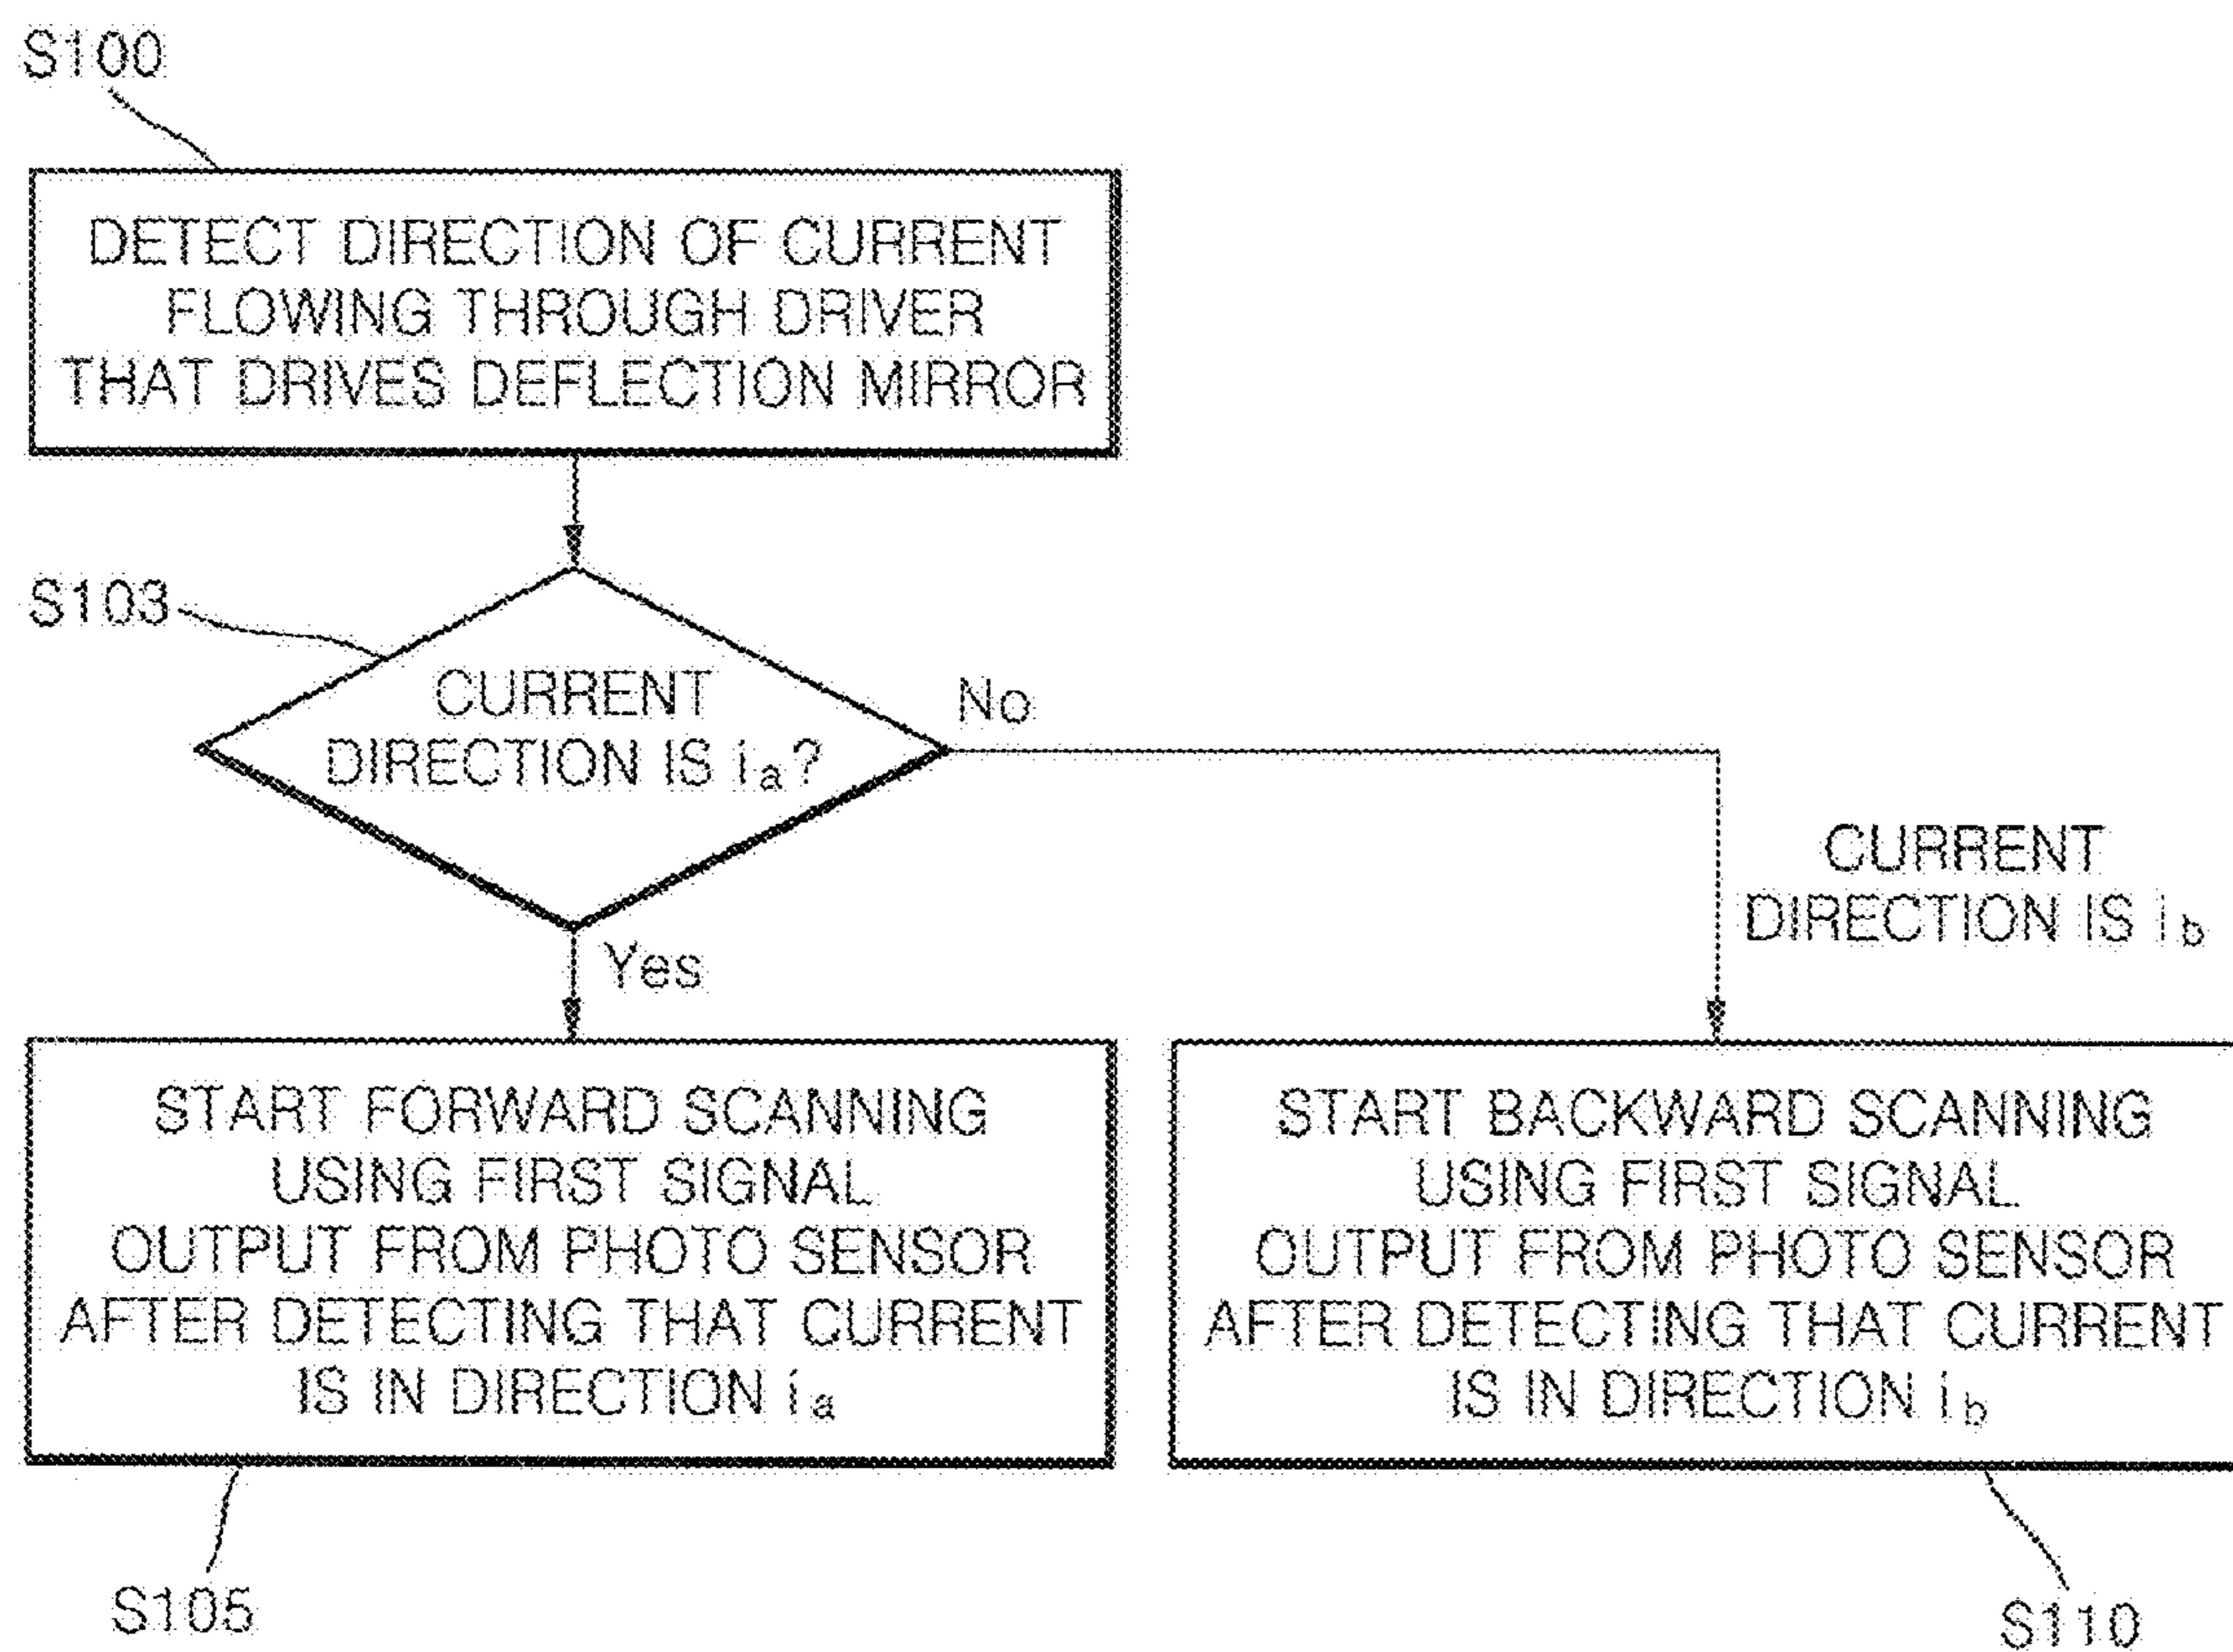 S100
DETECT DIRECTION OF CURRENT
FLOWING THROUGH DRIVER
THAT DRIVES DEFLECTION MIRROR
S103
CURRENT
DIRECTION IS ia?
No
CURRENT
DIRECTION IS ib
Yes
START FORWARD SCANNING
USING FIRST SIGNAL
OUTPUT FROM PHOTO SENSOR
AFTER DETECTING THAT CURRENT
IS IN DIRECTION ia
START BACKWARD SCANNING
USING FIRST SIGNAL
OUTPUT FROM PHOTO SENSOR
AFTER DETECTING THAT CURRENT
IS IN DIRECTION ib
S105
S110